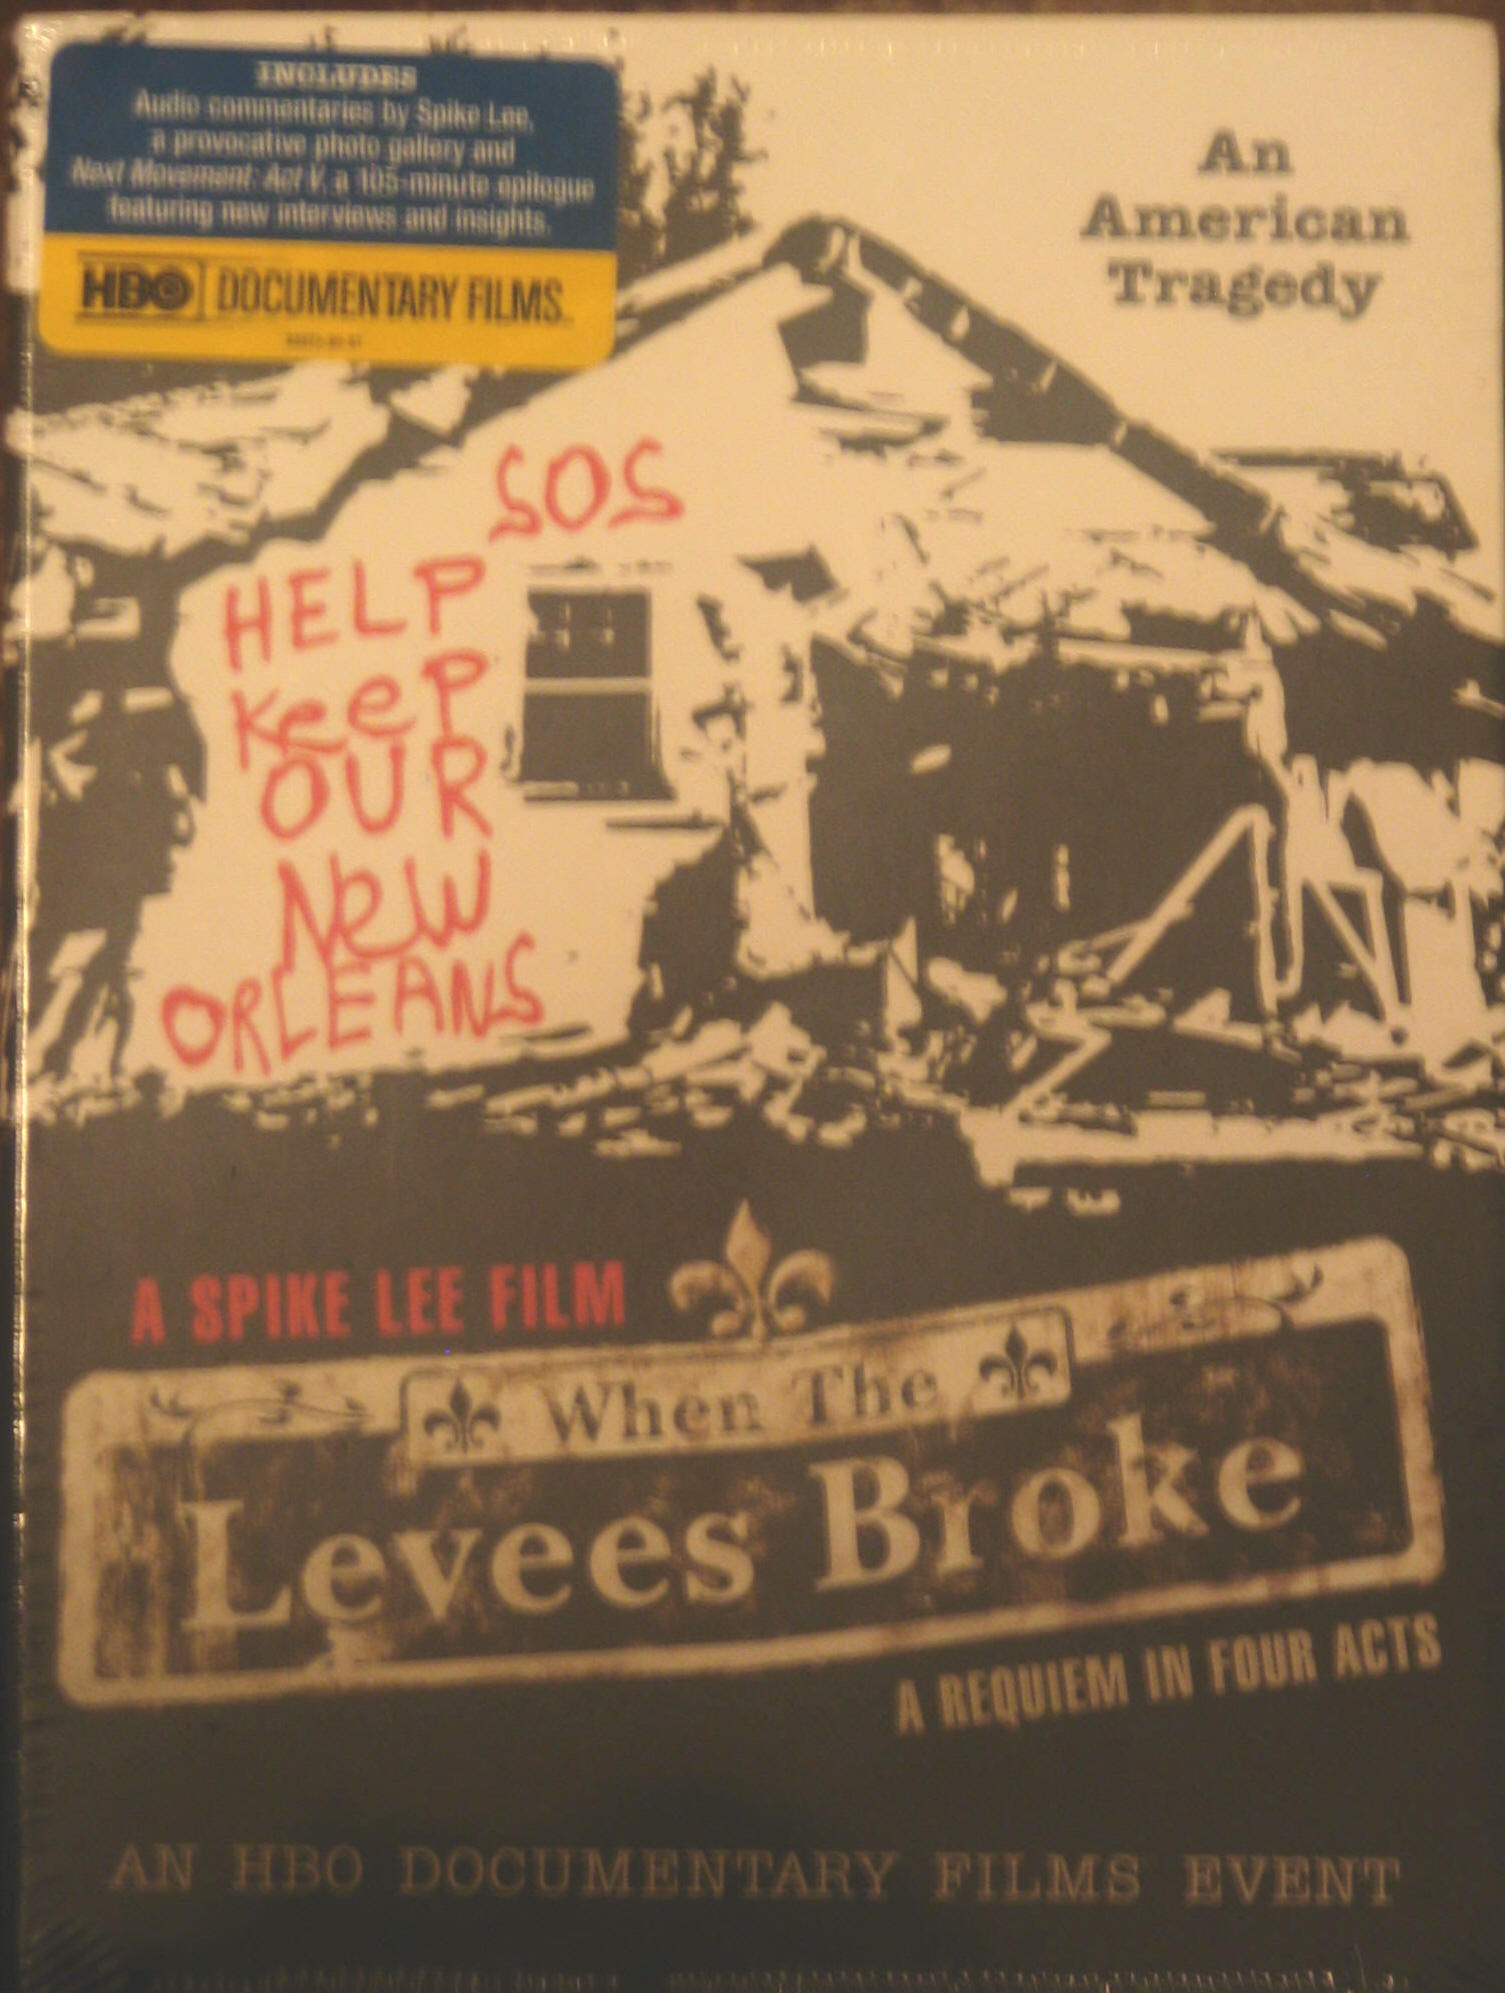 INCLUDES
Audio commentaries by Spike Lee,
a provocative photo gallery and
Next Movement: Act V, a 105-minute epilogue
featuring new interviews and insights.
HBO DOCUMENTARY FILMS.
An
American
Tragedy
SOS
HELP
KeeP
OUR
NeW
ORLEANS
A SPIKE LEE FILM
When The
Levees Broke
A REQUIEM IN FOUR ACTS
AN HBO DOCUMENTARY FILMS EVENT